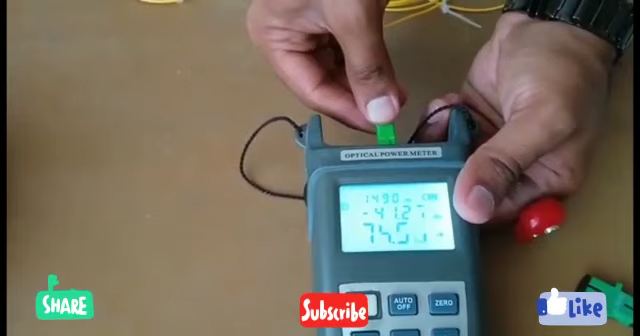 OPTICAL POWER METER
1490
-41.27
74.5
AUTO OFF
ZERO
SHARE
Subscribe
Like